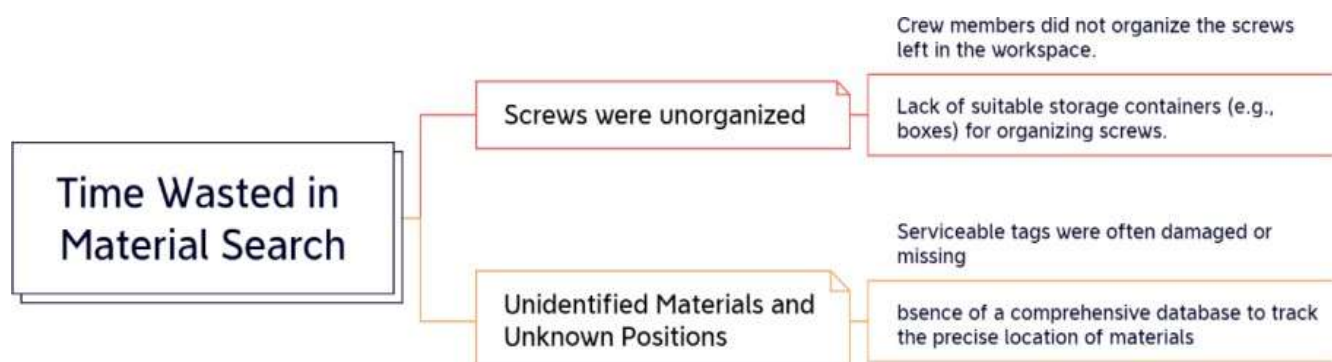 Time Wasted in
Material Search
Screws were unorganized
Crew members did not organize the screws
left in the workspace.
Lack of suitable storage containers (e.g.,
boxes) for organizing screws.
Unidentified Materials and
Unknown Positions
Serviceable tags were often damaged or
missing
bsence of a comprehensive database to track
the precise location of materials